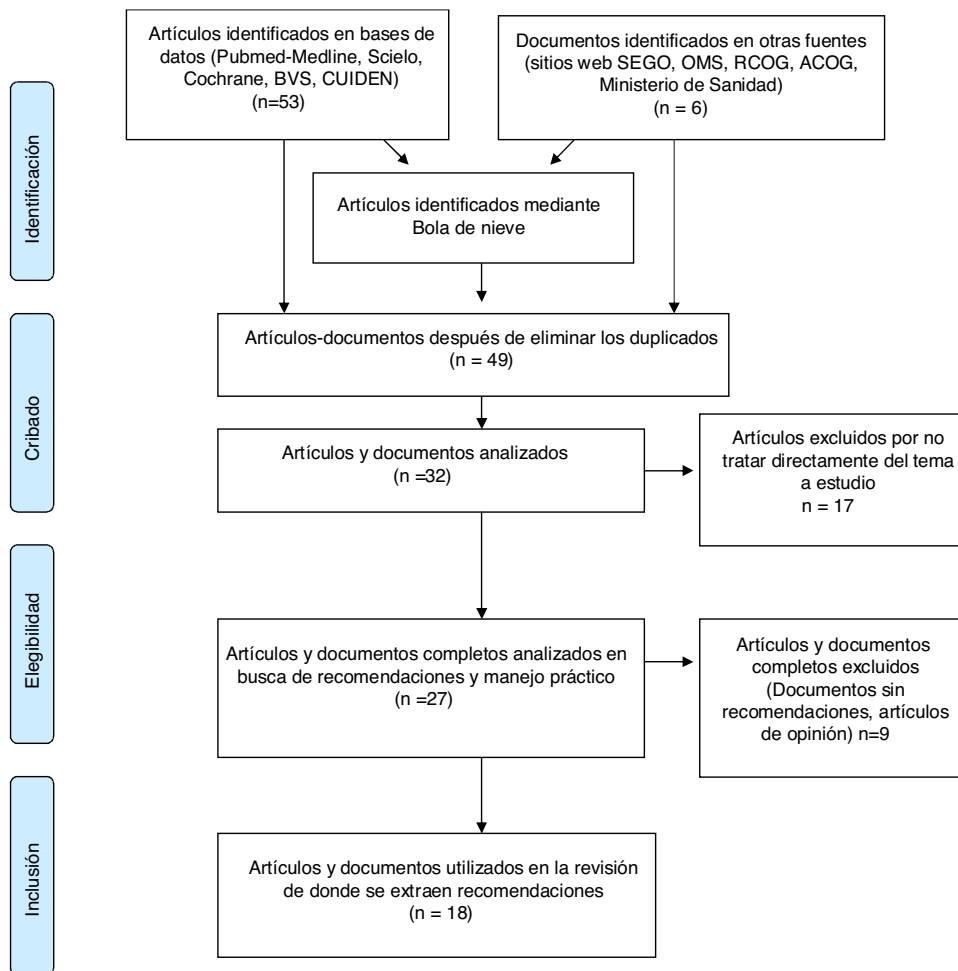 Identificación
Artículos identificados en bases de
datos (Pubmed-Medline, Scielo,
Cochrane, BVS, CUIDEN)
(n=53)
Documentos identificados en otras fuentes
(sitios web SEGO, OMS, RCOG, ACOG,
Ministerio de Sanidad)
(n = 6)
Artículos identificados mediante
Bola de nieve
Cribado
Artículos-documentos después de eliminar los duplicados
(n = 49)
Artículos y documentos analizados
(n =32)
Artículos excluidos por no
tratar directamente del tema
a estudio
n = 17
Elegibilidad
Artículos y documentos completos analizados en
busca de recomendaciones y manejo práctico
(n =27)
Artículos y documentos
completos excluidos
(Documentos sin
recomendaciones, artículos
de opinión) n=9
Inclusión
Artículos y documentos utilizados en la revisión
de donde se extraen recomendaciones
(n = 18)